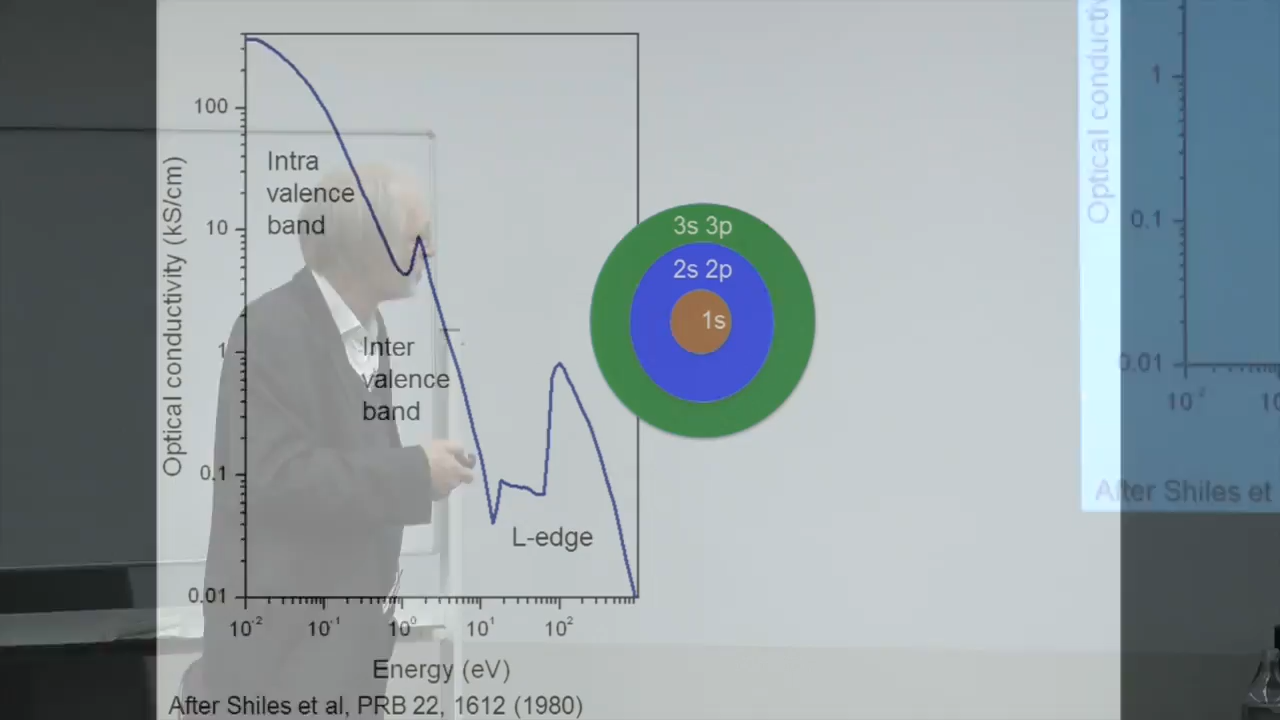 Optical conductivity (kS/cm)
100
10
1
0.1
0.01
Intra
valence
band
Inter
valence
band
L-edge
10⁻²
10⁻¹
10⁰
10¹
10²
Energy (eV)
After Shiles et al, PRB 22, 1612 (1980)
3s 3p
2s 2p
1s
Optical
1
0.1
0.01
After Shiles et